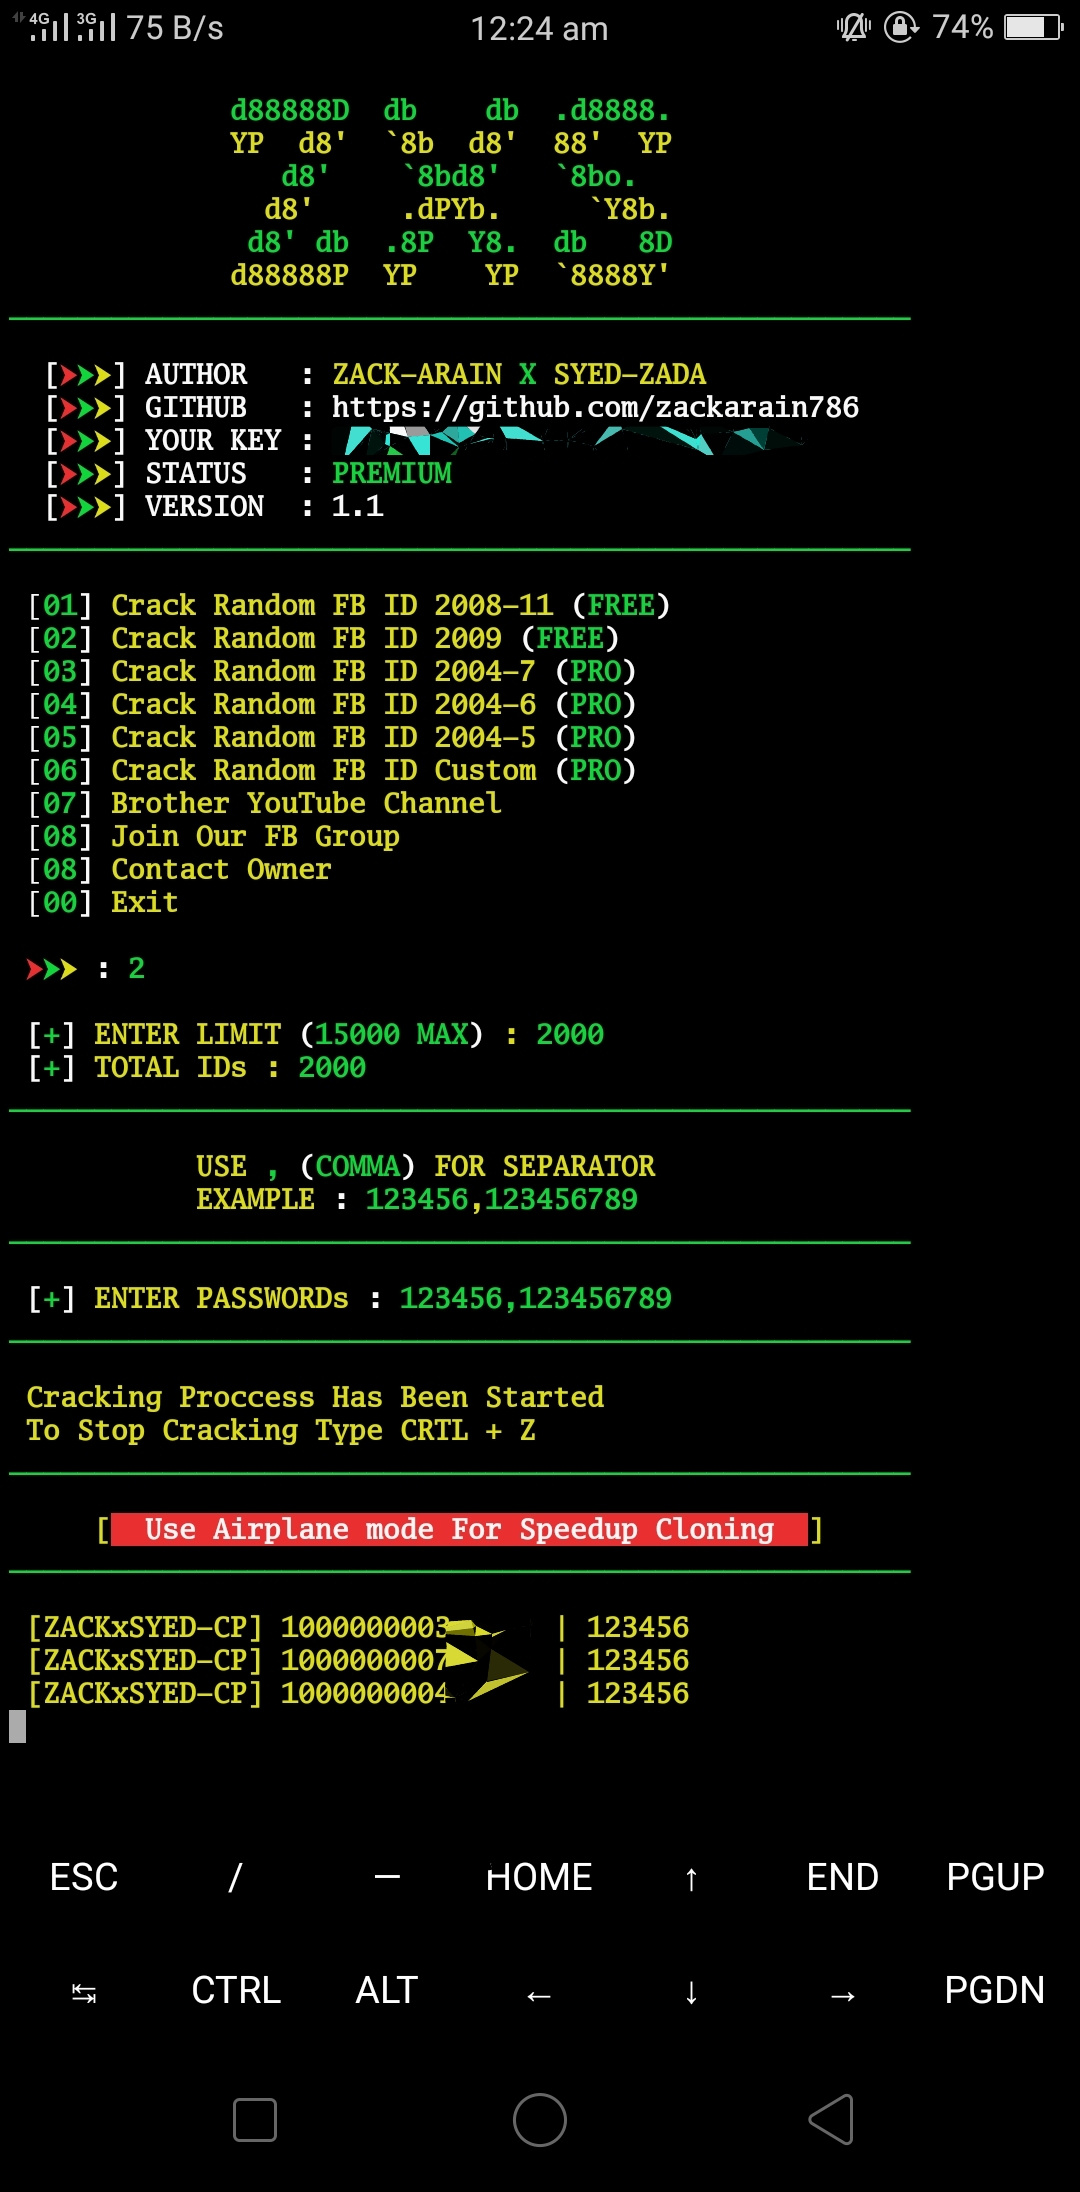 4G 3G 75 B/s 12:24 am 74%
d88888D  db    db  .d8888.
YP  d8'  `8b  d8'  88'  YP
   d8'    `8bd8'   `8bo.
  d8'     .dPYb.     `Y8b.
 d8' db  .8P  Y8.  db   8D
d88888P  YP    YP  `8888Y'
[➤➤➤] AUTHOR   : ZACK-ARAIN X SYED-ZADA
[➤➤➤] GITHUB   : https://github.com/zackarain786
[➤➤➤] YOUR KEY :
[➤➤➤] STATUS   : PREMIUM
[➤➤➤] VERSION  : 1.1
[01] Crack Random FB ID 2008-11 (FREE)
[02] Crack Random FB ID 2009 (FREE)
[03] Crack Random FB ID 2004-7 (PRO)
[04] Crack Random FB ID 2004-6 (PRO)
[05] Crack Random FB ID 2004-5 (PRO)
[06] Crack Random FB ID Custom (PRO)
[07] Brother YouTube Channel
[08] Join Our FB Group
[08] Contact Owner
[00] Exit
➤➤➤ : 2
[+] ENTER LIMIT (15000 MAX) : 2000
[+] TOTAL IDs : 2000
USE , (COMMA) FOR SEPARATOR
EXAMPLE : 123456,123456789
[+] ENTER PASSWORDs : 123456,123456789
Cracking Proccess Has Been Started
To Stop Cracking Type CRTL + Z
[  Use Airplane mode For Speedup Cloning  ]
[ZACKxSYED-CP] 1000000003 | 123456
[ZACKxSYED-CP] 1000000007 | 123456
[ZACKxSYED-CP] 1000000004 | 123456
ESC / — HOME ↑ END PGUP
↹ CTRL ALT ← ↓ → PGDN